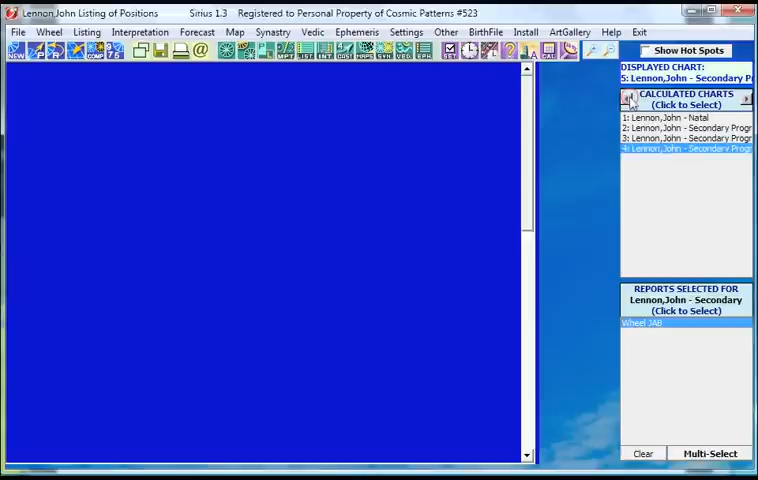 Lennon,John Listing of Positions Sirius 1.3 Registered to Personal Property of Cosmic Patterns #523
File Wheel Listing Interpretation Forecast Map Synastry Vedic Ephemeris Settings Other BirthFile Install ArtGallery Help Exit
Show Hot Spots
DISPLAYED CHART:
5: Lennon,John - Secondary Pr
CALCULATED CHARTS
(Click to Select)
1: Lennon,John - Natal
2: Lennon,John - Secondary Progr
3: Lennon,John - Secondary Progr
4: Lennon,John - Secondary Progr
REPORTS SELECTED FOR
Lennon,John - Secondary
(Click to Select)
Wheel JAB
Clear Multi-Select